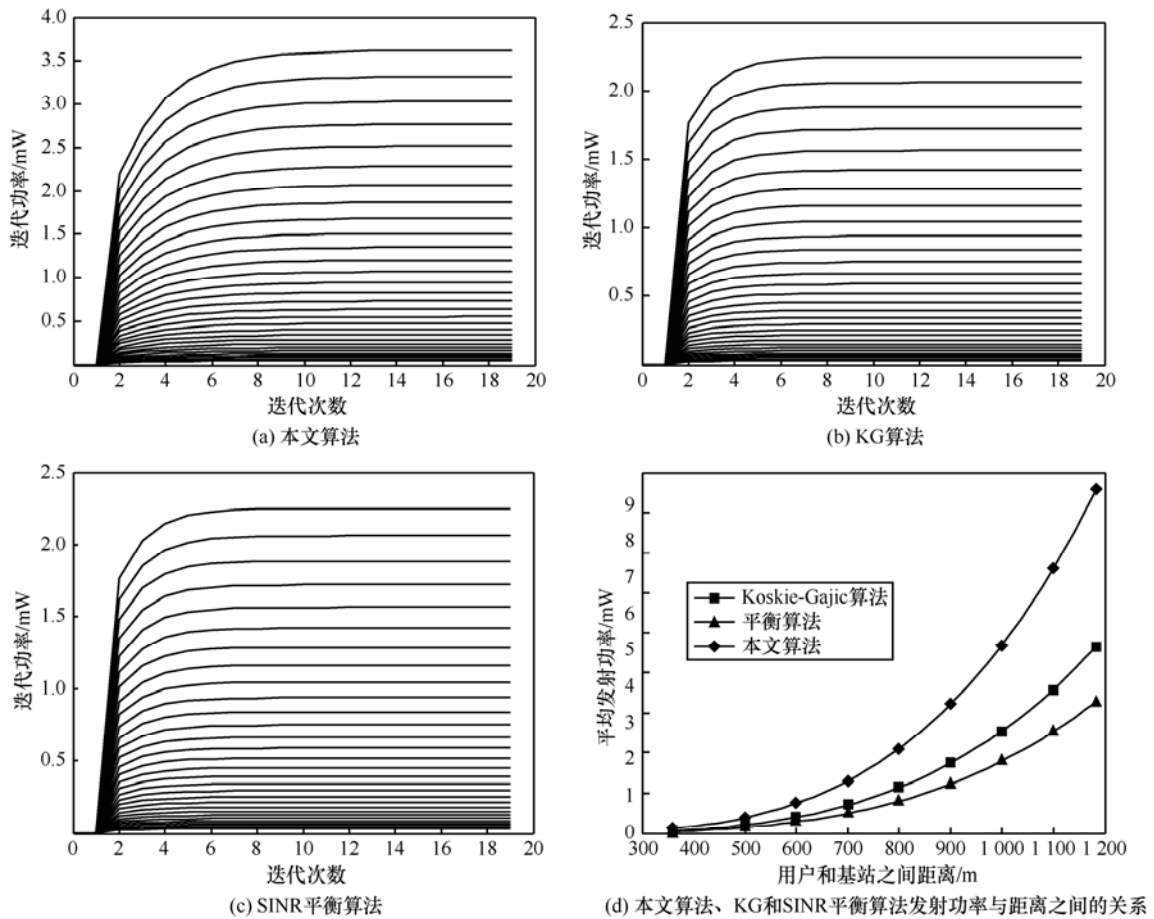 4.0
3.5
3.0
2.5
2.0
1.5
1.0
0.5
迭代功率/mW
0 2 4 6 8 10 12 14 16 18 20
迭代次数
(a) 本文算法
2.5
2.0
1.5
1.0
0.5
迭代功率/mW
0 2 4 6 8 10 12 14 16 18 20
迭代次数
(b) KG算法
2.5
2.0
1.5
1.0
0.5
迭代功率/mW
0 2 4 6 8 10 12 14 16 18 20
迭代次数
(c) SINR平衡算法
9
7
7
5
4
3
2
1
0
平均发射功率/mW
Koskie-Gajic算法
平衡算法
本文算法
300 400 500 600 700 800 900 1 000 1 100 1 200
用户和基站之间距离/m
(d) 本文算法、KG和SINR平衡算法发射功率与距离之间的关系